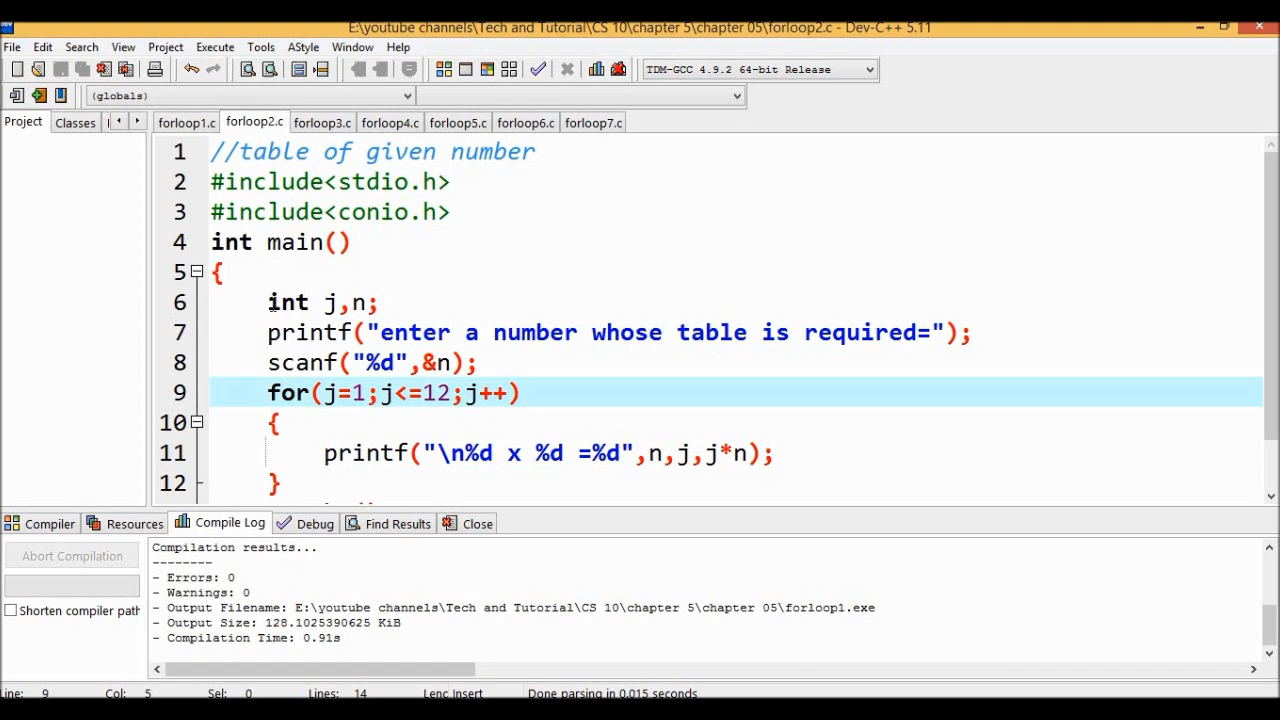 E:\youtube channels\Tech and Tutorial\CS 10\chapter 5\chapter 05\forloop2.c - Dev-C++ 5.11
File Edit Search View Project Execute Tools AStyle Window Help
TDM-GCC 4.9.2 64-bit Release
(globals)
Project Classes forloop1.c forloop2.c forloop3.c forloop4.c forloop5.c forloop6.c forloop7.c
1 //table of given number
2 #include<stdio.h>
3 #include<conio.h>
4 int main()
5 {
6 int j,n;
7 printf("enter a number whose table is required=");
8 scanf("%d",&n);
9 for(j=1;j<=12;j++)
10 {
11 printf("\n%d x %d =%d",n,j,j*n);
12 }
Compiler Resources Compile Log Debug Find Results Close
Abort Compilation
Shorten compiler path
Compilation results...
--------
- Errors: 0
- Warnings: 0
- Output Filename: E:\youtube channels\Tech and Tutorial\CS 10\chapter 5\chapter 05\forloop1.exe
- Output Size: 128.1025390625 KiB
- Compilation Time: 0.91s
Line: 9 Col: 5 Sel: 0 Lines: 14 Insert Done parsing in 0.015 seconds